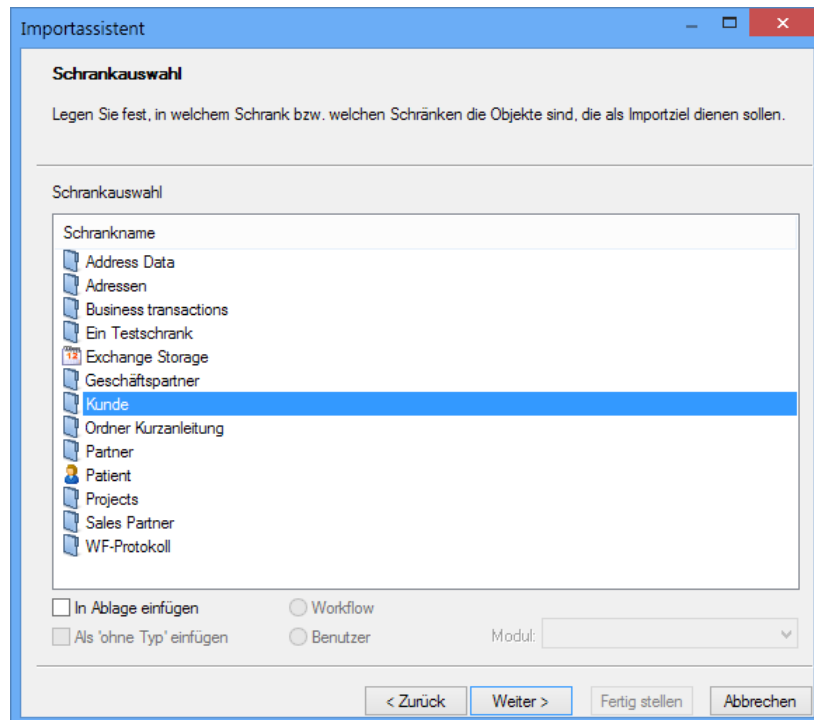 Importassistent
Schrankauswahl
Legen Sie fest, in welchem Schrank bzw. welchen Schränken die Objekte sind, die als Importziel dienen sollen.
Schrankauswahl
Schrankname
Address Data
Adressen
Business transactions
Ein Testschrank
12 Exchange Storage
Geschäftspartner
Kunde
Ordner Kurzanleitung
Partner
Patient
Projects
Sales Partner
WF-Protokoll
In Ablage einfügen Workflow
Als 'ohne Typ' einfügen Benutzer Modul:
< Zurück Weiter > Fertig stellen Abbrechen